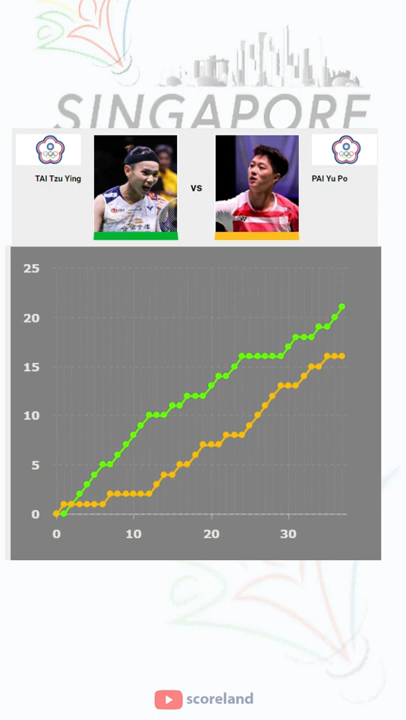 SINGAPORE
TAI Tzu Ying
VS
PAI Yu Po
25
20
15
10
5
0
0 10 20 30
scoreland